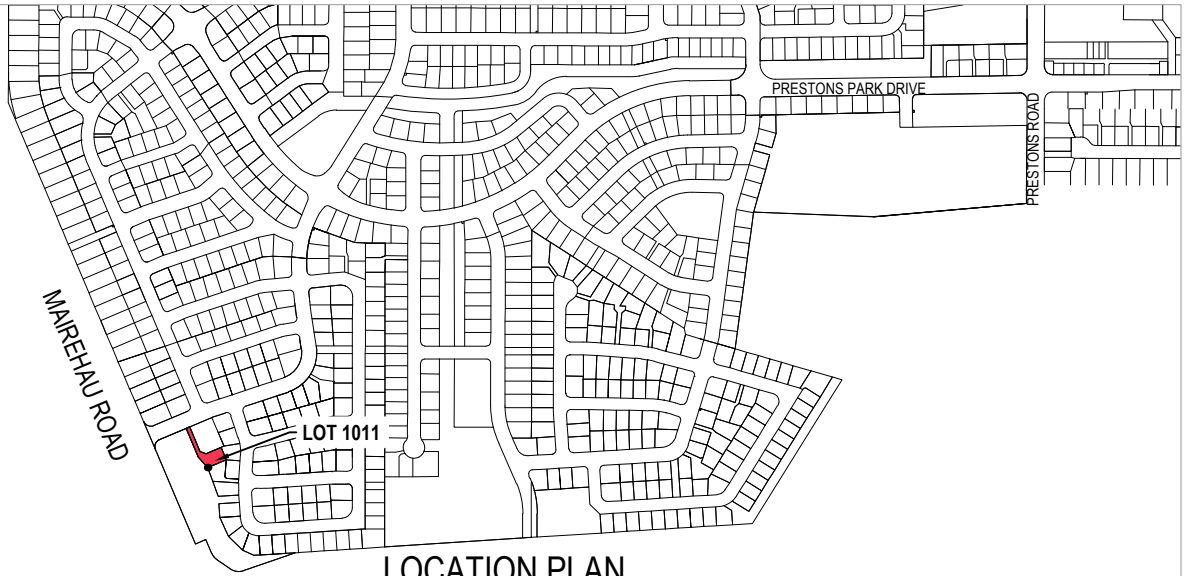 PRESTONS PARK DRIVE
PRESTONS ROAD
MAIREHAU ROAD
LOT 1011
LOCATION PLAN